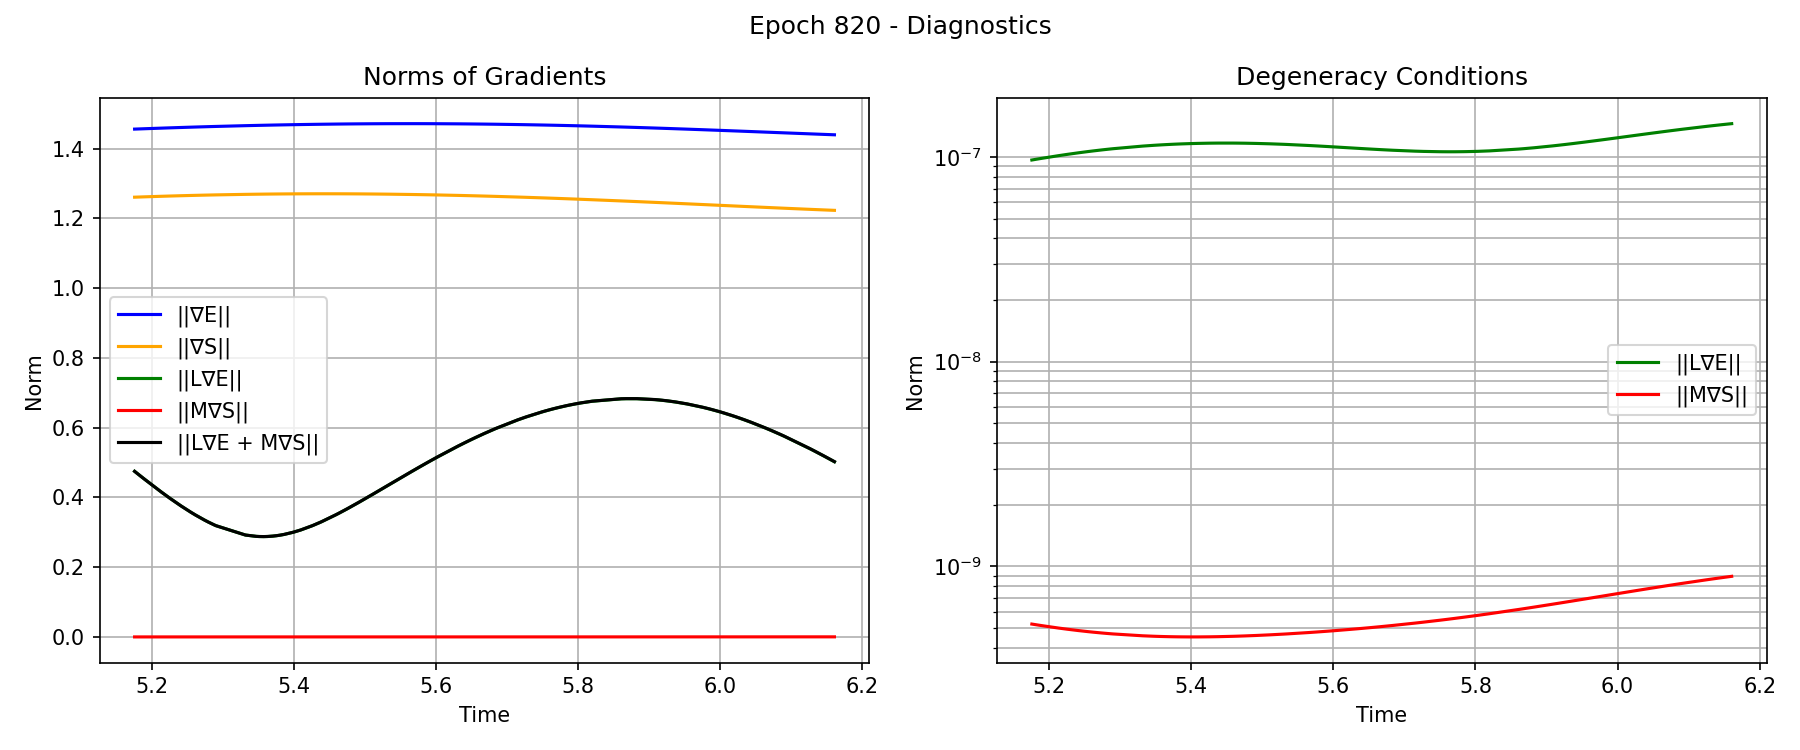 Epoch 820 - Diagnostics
Norms of Gradients
Norm
1.4
1.2
1.0
0.8
0.6
0.4
0.2
0.0
||∇E||
||∇S||
||L∇E||
||M∇S||
||L∇E + M∇S||
5.2 5.4 5.6 5.8 6.0 6.2
Time
Degeneracy Conditions
Norm
10⁻⁷
10⁻⁸
10⁻⁹
||L∇E||
||M∇S||
5.2 5.4 5.6 5.8 6.0 6.2
Time